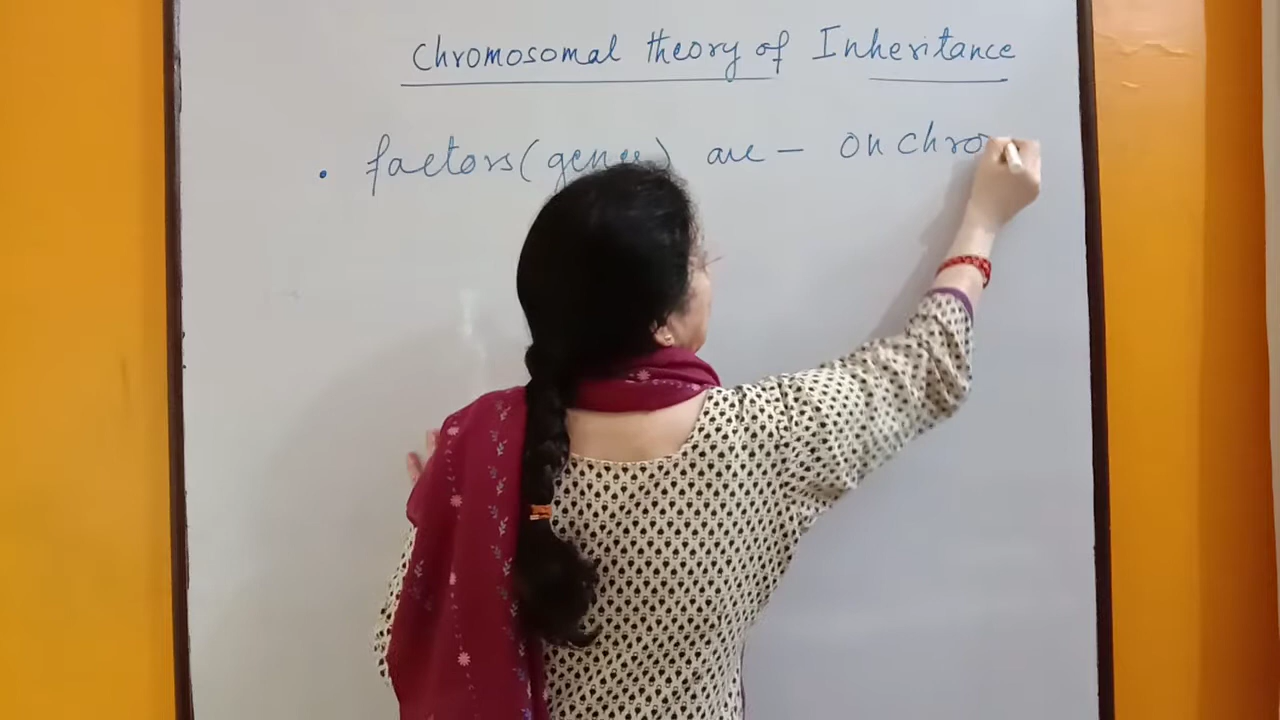 Chromosomal theory of Inheritance
. factors (genes) are – on chro